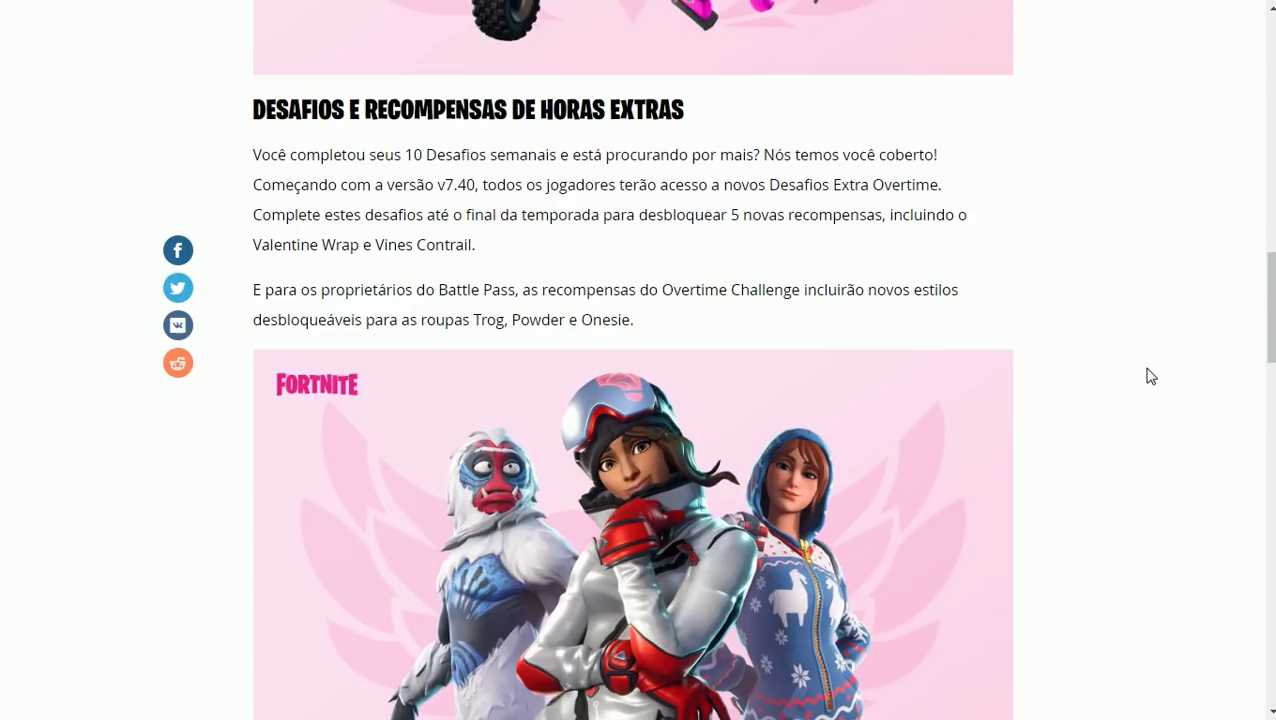 DESAFIOS E RECOMPENSAS DE HORAS EXTRAS
Você completou seus 10 Desafios semanais e está procurando por mais? Nós temos você coberto!
Começando com a versão v7.40, todos os jogadores terão acesso a novos Desafios Extra Overtime.
Complete estes desafios até o final da temporada para desbloquear 5 novas recompensas, incluindo o
Valentine Wrap e Vines Contrail.
E para os proprietários do Battle Pass, as recompensas do Overtime Challenge incluirão novos estilos
desbloqueáveis para as roupas Trog, Powder e Onesie.
FORTNITE